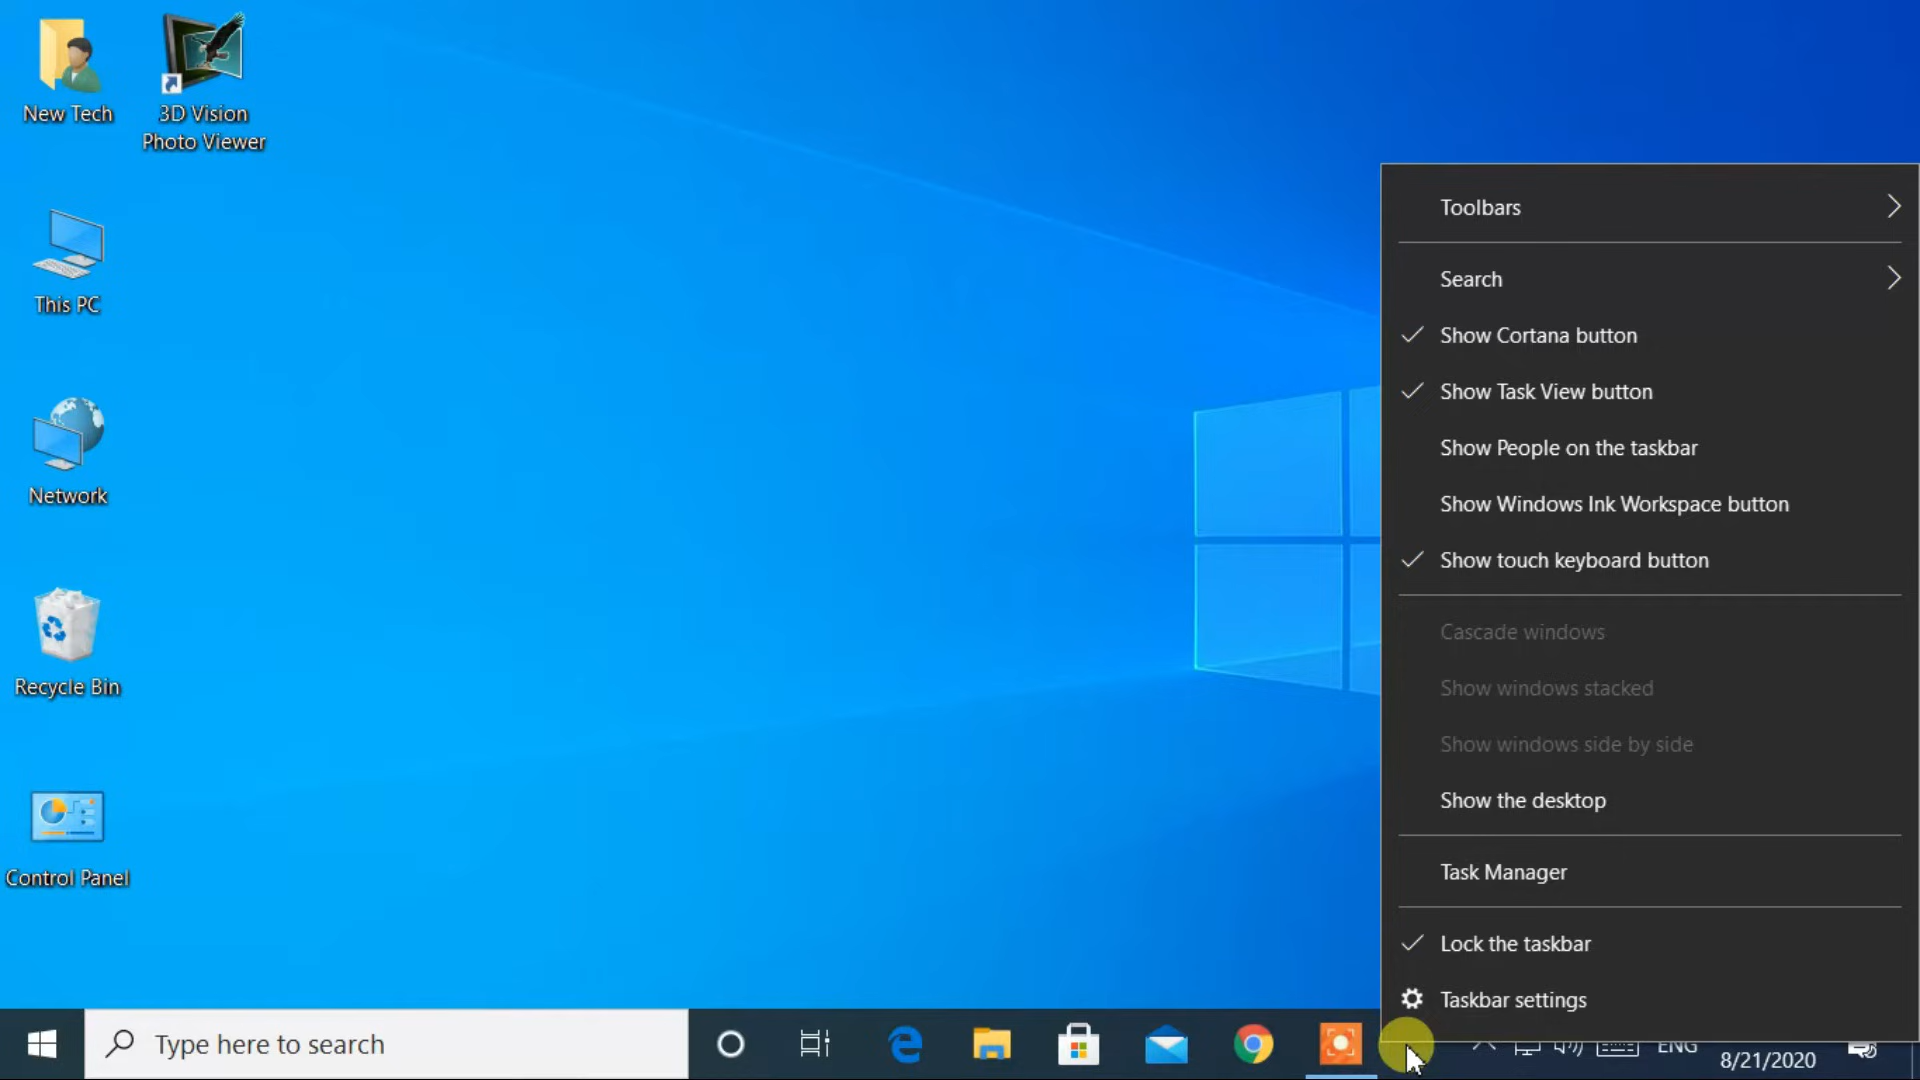 New Tech
3D Vision
Photo Viewer
This PC
Network
Recycle Bin
Control Panel
Toolbars
Search
Show Cortana button
Show Task View button
Show People on the taskbar
Show Windows Ink Workspace button
Show touch keyboard button
Cascade windows
Show windows stacked
Show windows side by side
Show the desktop
Task Manager
Lock the taskbar
Taskbar settings
Type here to search
ENG
8/21/2020